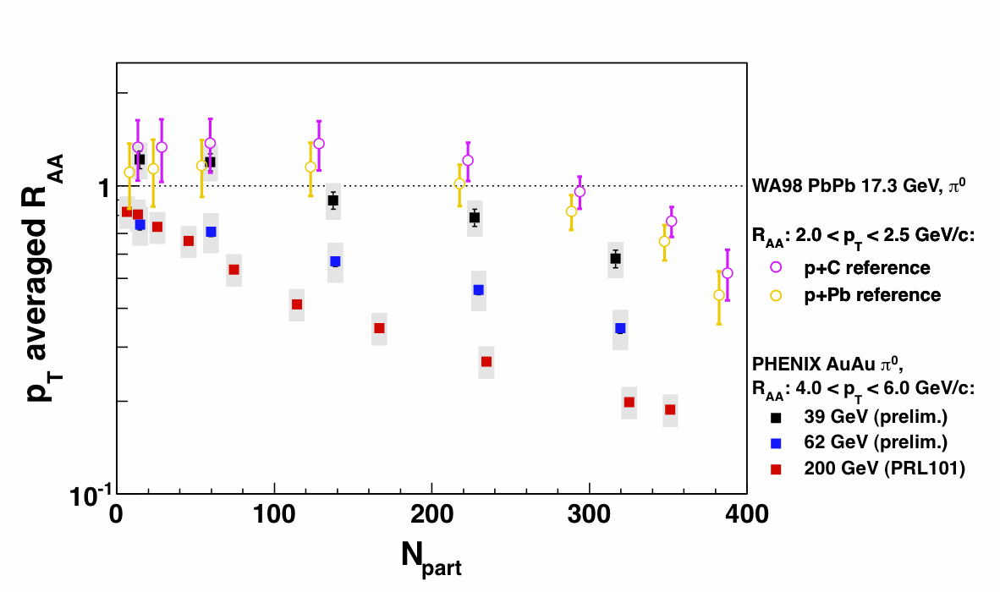 p_T averaged R_AA
1
10^-1
0 100 200 300 400
N_part
WA98 PbPb 17.3 GeV, π^0
R_AA: 2.0 < p_T < 2.5 GeV/c:
p+C reference
p+Pb reference
PHENIX AuAu π^0,
R_AA: 4.0 < p_T < 6.0 GeV/c:
39 GeV (prelim.)
62 GeV (prelim.)
200 GeV (PRL101)